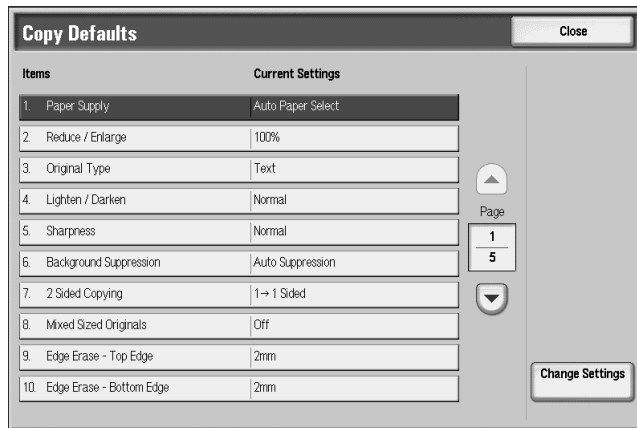 Copy Defaults
Close
Items Current Settings
1. Paper Supply Auto Paper Select
2. Reduce / Enlarge 100%
3. Original Type Text
4. Lighten / Darken Normal
5. Sharpness Normal
6. Background Suppression Auto Suppression
7. 2 Sided Copying 1→1 Sided
8. Mixed Sized Originals Off
9. Edge Erase - Top Edge 2mm
10. Edge Erase - Bottom Edge 2mm
Page
1
5
Change Settings